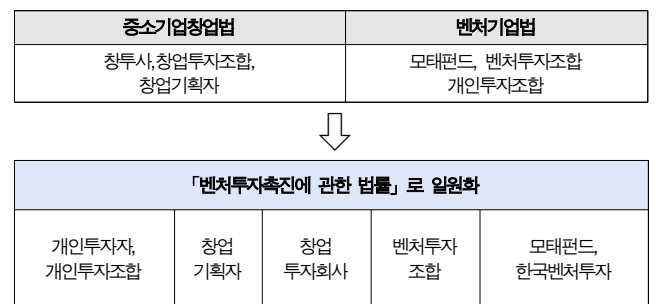 중소기업창업법 벤처기업법
창투사,창업투자조합, 모태펀드, 벤처투자조합
창업기획자 개인투자조합
「벤처투자촉진에 관한 법률」로 일원화
개인투자자, 창업 창업 벤처투자 모태펀드,
개인투자조합 기획자 투자회사 조합 한국벤처투자